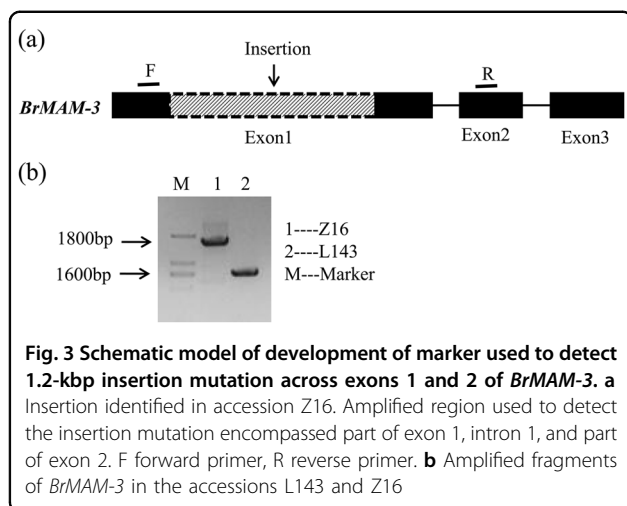 (a)
Insertion
F
R
BrMAM-3
Exon1
Exon2
Exon3
(b)
M 1 2
1800bp
1600bp
1----Z16
2----L143
M---Marker
Fig. 3 Schematic model of development of marker used to detect
1.2-kbp insertion mutation across exons 1 and 2 of BrMAM-3. a
Insertion identified in accession Z16. Amplified region used to detect
the insertion mutation encompassed part of exon 1, intron 1, and part
of exon 2. F forward primer, R reverse primer. b Amplified fragments
of BrMAM-3 in the accessions L143 and Z16